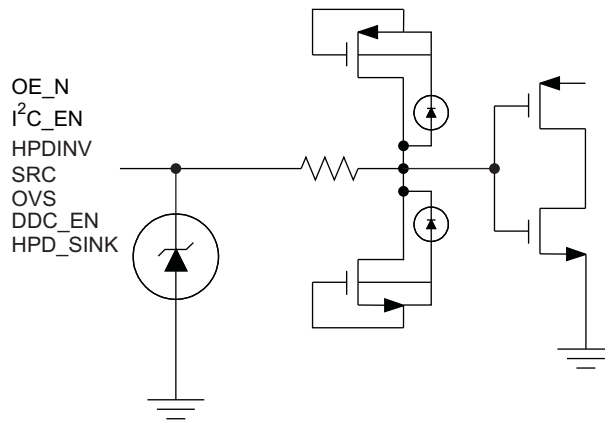 OE_N
I²C_EN
HPDINV
SRC
OVS
DDC_EN
HPD_SINK